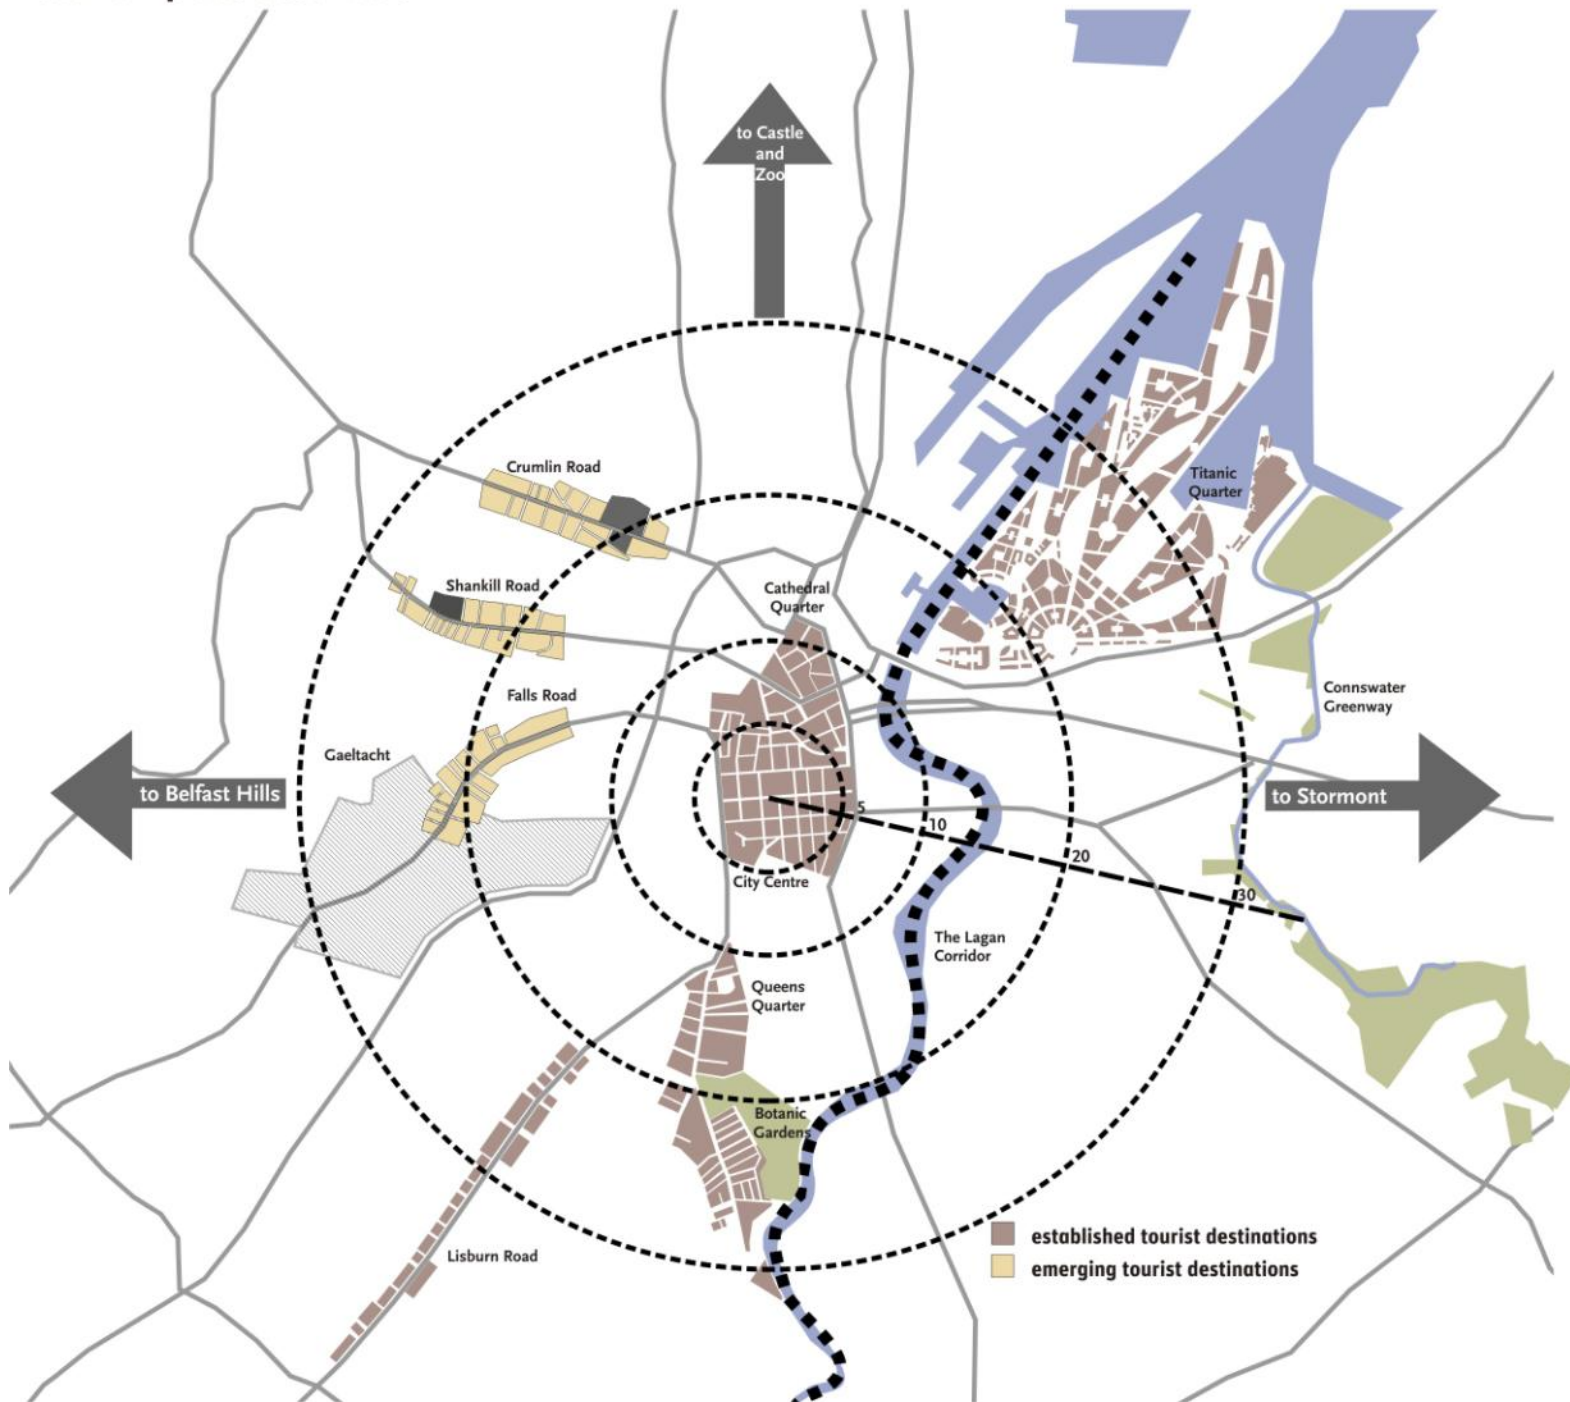 to Castle
and
Zoo
Crumlin Road
Titanic
Quarter
Shankill Road
Cathedral
Quarter
Falls Road
Connswater
Greenway
Gaeltacht
to Belfast Hills
to Stormont
5
10
20
30
City Centre
The Lagan
Corridor
Queens
Quarter
Botanic
Gardens
Lisburn Road
established tourist destinations
emerging tourist destinations